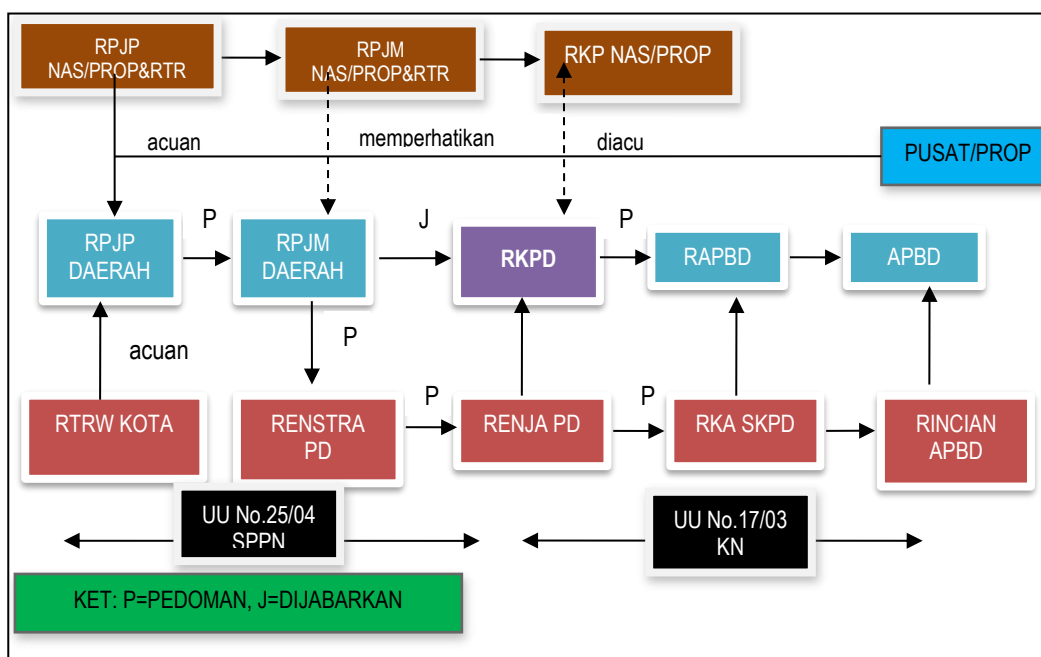 RPJP
NAS/PROP&RTR
RPJM
NAS/PROP&RTR
RKP NAS/PROP
acuan
memperhatikan
diacu
PUSAT/PROP
P
J
P
RPJP
DAERAH
RPJM
DAERAH
RKPD
RAPBD
APBD
acuan
P
P
P
RTRW KOTA
RENSTRA
PD
RENJA PD
RKA SKPD
RINCIAN
APBD
UU No.25/04
SPPN
UU No.17/03
KN
KET: P=PEDOMAN, J=DIJABARKAN